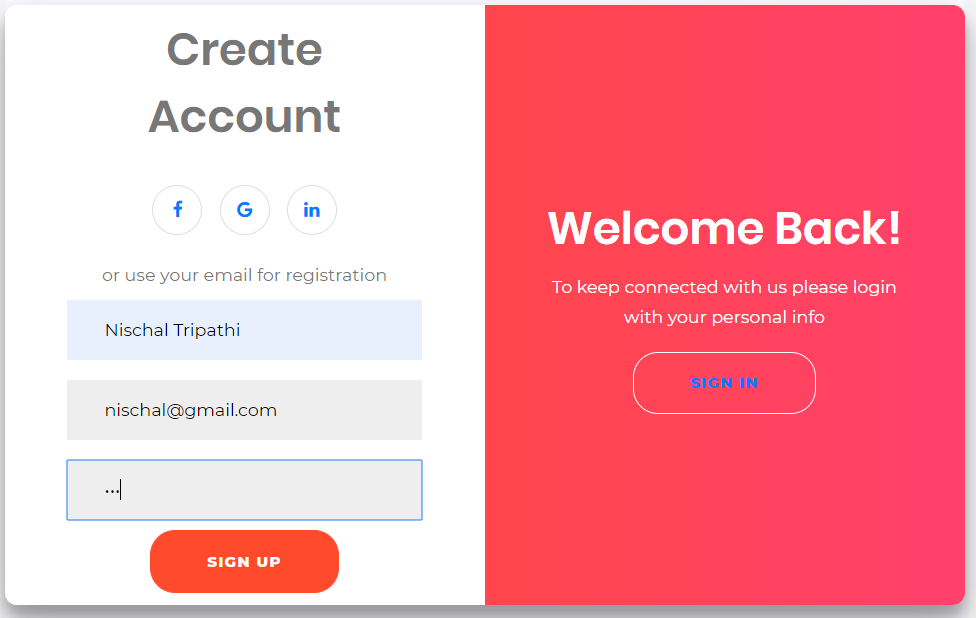 Create
Account
f G in
or use your email for registration
Nischal Tripathi
nischal@gmail.com
...
SIGN UP
Welcome Back!
To keep connected with us please login
with your personal info
SIGN IN